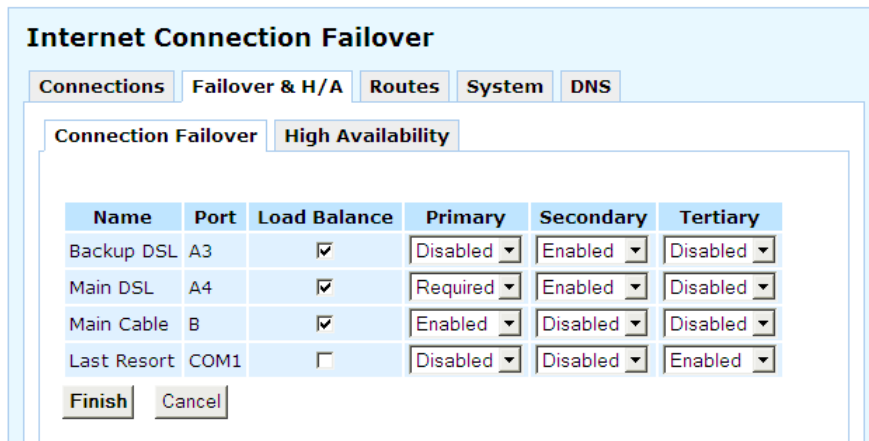 Internet Connection Failover
Connections Failover & H/A Routes System DNS
Connection Failover High Availability
Name Port Load Balance Primary Secondary Tertiary
Backup DSL A3 Disabled Enabled Disabled
Main DSL A4 Required Enabled Disabled
Main Cable B Enabled Disabled Disabled
Last Resort COM1 Disabled Disabled Enabled
Finish Cancel